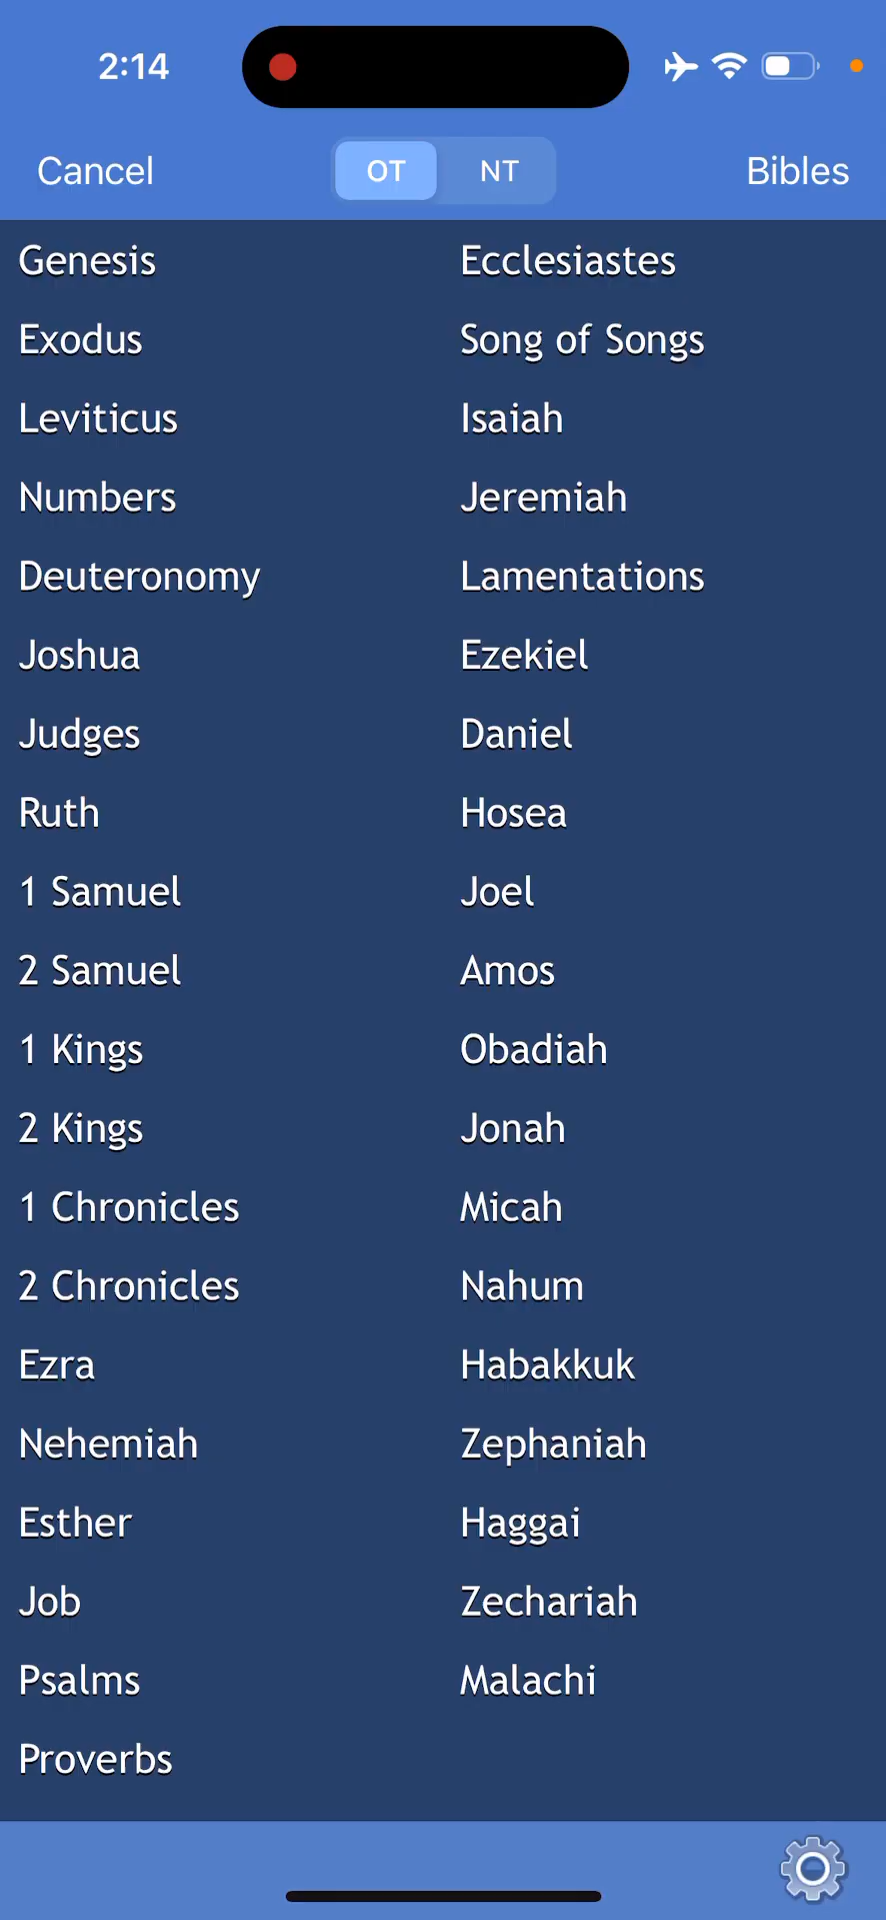 2:14
Cancel OT NT Bibles
Genesis
Exodus
Leviticus
Numbers
Deuteronomy
Joshua
Judges
Ruth
1 Samuel
2 Samuel
1 Kings
2 Kings
1 Chronicles
2 Chronicles
Ezra
Nehemiah
Esther
Job
Psalms
Proverbs
Ecclesiastes
Song of Songs
Isaiah
Jeremiah
Lamentations
Ezekiel
Daniel
Hosea
Joel
Amos
Obadiah
Jonah
Micah
Nahum
Habakkuk
Zephaniah
Haggai
Zechariah
Malachi